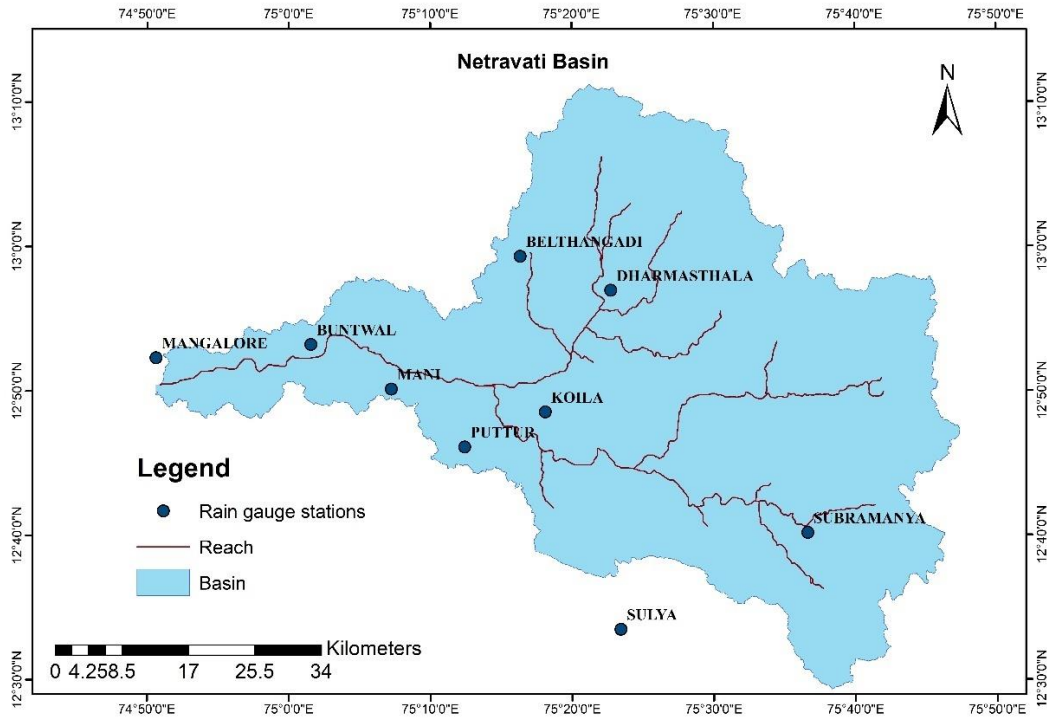 74°50'0"E 75°0'0"E 75°10'0"E 75°20'0"E 75°30'0"E 75°40'0"E 75°50'0"E
Netravati Basin
N
13°10'0"N
13°10'0"N
13°0'0"N
13°0'0"N
BELTHANGADI
DHARMASTHALA
BUNTWAL
MANGALORE
12°50'0"N
12°50'0"N
MANI
KOILA
PUTTUR
Legend
Rain gauge stations
SUBRAMANYA
12°40'0"N
12°40'0"N
Reach
Basin
SULYA
Kilometers
0 4.25 8.5 17 25.5 34
12°30'0"N
12°30'0"N
74°50'0"E 75°0'0"E 75°10'0"E 75°20'0"E 75°30'0"E 75°40'0"E 75°50'0"E